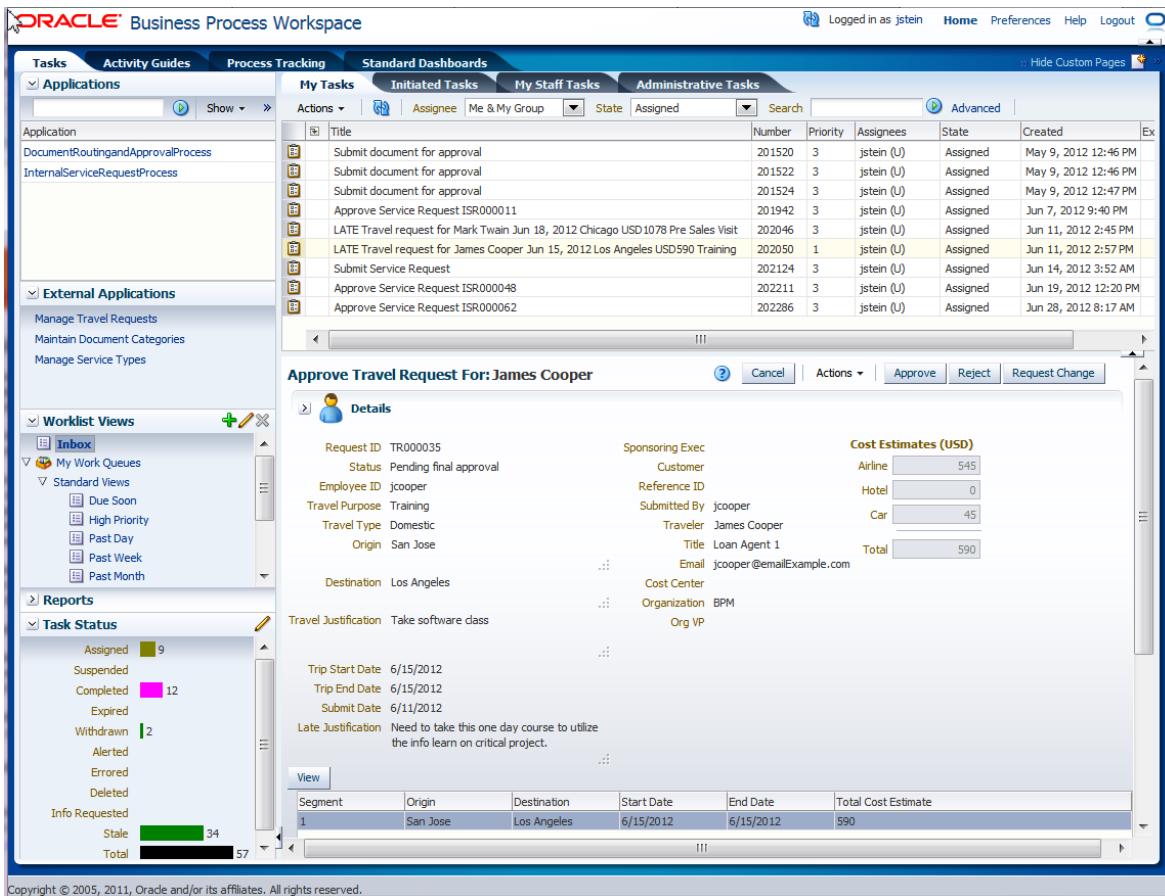 ORACLE Business Process Workspace
Logged in as jstein Home Preferences Help Logout
Tasks Activity Guides Process Tracking Standard Dashboards
Hide Custom Pages
Applications
Show
Application
DocumentRoutingandApprovalProcess
InternalServiceRequestProcess
External Applications
Manage Travel Requests
Maintain Document Categories
Manage Service Types
Worklist Views
Inbox
My Work Queues
Standard Views
Due Soon
High Priority
Past Day
Past Week
Past Month
Reports
Task Status
Assigned 9
Suspended
Completed 12
Expired
Withdrawn 2
Alerted
Errored
Deleted
Info Requested
Stale 34
Total 57
My Tasks Initiated Tasks My Staff Tasks Administrative Tasks
Actions Assignee Me & My Group State Assigned Search Advanced
Title Number Priority Assignees State Created Ex
Submit document for approval 201520 3 jstein (U) Assigned May 9, 2012 12:46 PM
Submit document for approval 201522 3 jstein (U) Assigned May 9, 2012 12:46 PM
Submit document for approval 201524 3 jstein (U) Assigned May 9, 2012 12:47 PM
Approve Service Request ISR000011 201942 3 jstein (U) Assigned Jun 7, 2012 9:40 PM
LATE Travel request for Mark Twain Jun 18, 2012 Chicago USD1078 Pre Sales Visit 202046 3 jstein (U) Assigned Jun 11, 2012 2:45 PM
LATE Travel request for James Cooper Jun 15, 2012 Los Angeles USD590 Training 202050 1 jstein (U) Assigned Jun 11, 2012 2:57 PM
Submit Service Request 202124 3 jstein (U) Assigned Jun 14, 2012 3:52 AM
Approve Service Request ISR000048 202211 3 jstein (U) Assigned Jun 19, 2012 12:20 PM
Approve Service Request ISR000062 202286 3 jstein (U) Assigned Jun 28, 2012 8:17 AM
Approve Travel Request For: James Cooper
? Cancel Actions Approve Reject Request Change
Details
Request ID TR000035
Status Pending final approval
Employee ID jcooper
Travel Purpose Training
Travel Type Domestic
Origin San Jose
Destination Los Angeles
Travel Justification Take software class
Trip Start Date 6/15/2012
Trip End Date 6/15/2012
Submit Date 6/11/2012
Late Justification Need to take this one day course to utilize
the info learn on critical project.
Sponsoring Exec
Customer
Reference ID
Submitted By jcooper
Traveler James Cooper
Title Loan Agent 1
Email jcooper@emailExample.com
Cost Center
Organization BPM
Org VP
Cost Estimates (USD)
Airline 545
Hotel 0
Car 45
Total 590
View
Segment Origin Destination Start Date End Date Total Cost Estimate
1 San Jose Los Angeles 6/15/2012 6/15/2012 590
Copyright © 2005, 2011, Oracle and/or its affiliates. All rights reserved.